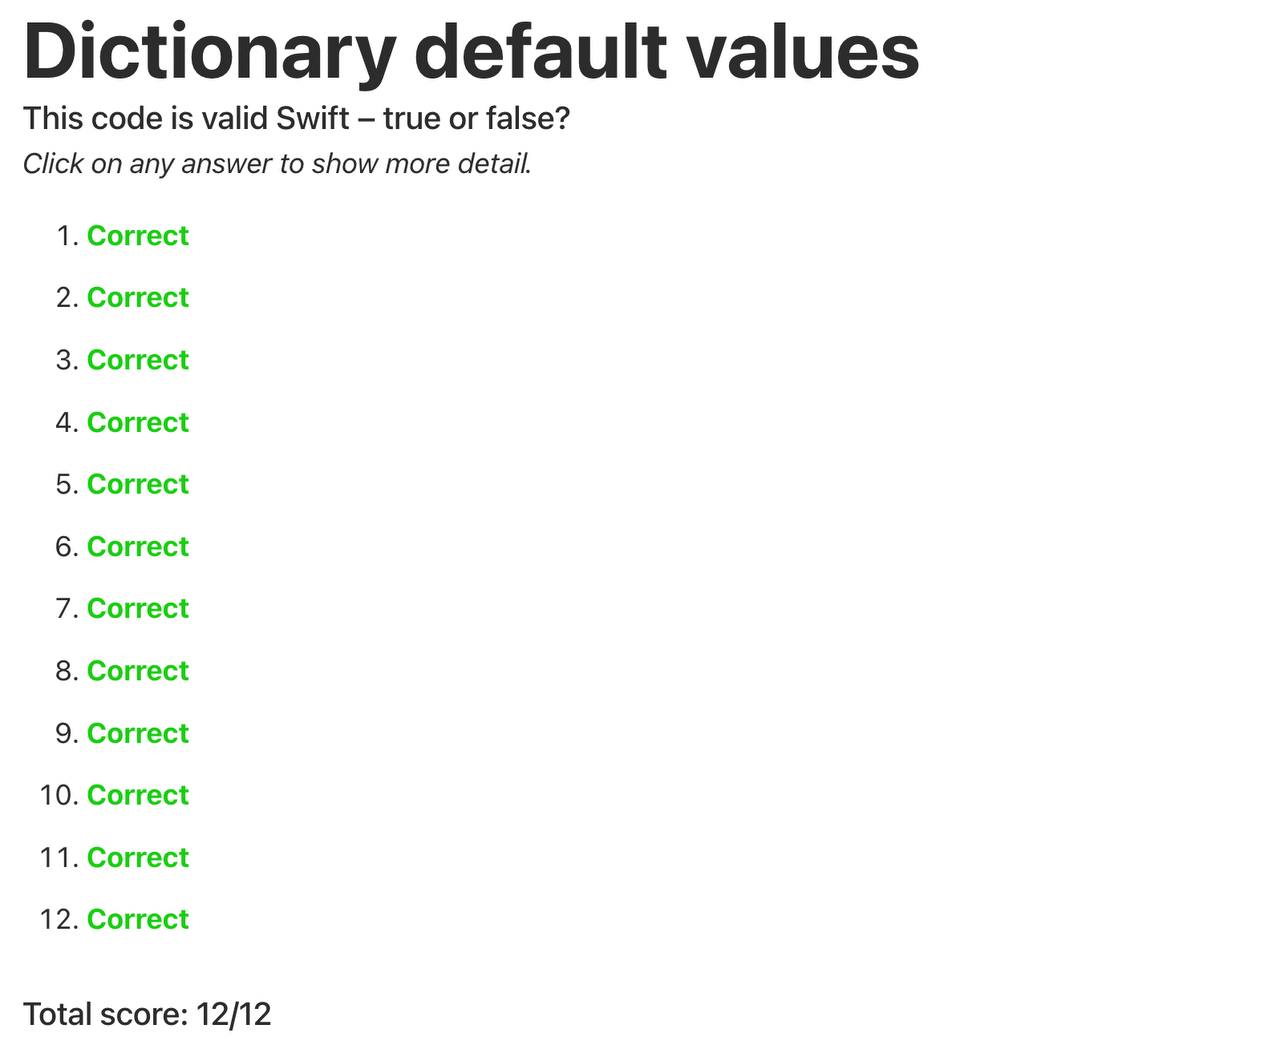 Dictionary default values
This code is valid Swift – true or false?
Click on any answer to show more detail.
1. Correct
2. Correct
3. Correct
4. Correct
5. Correct
6. Correct
7. Correct
8. Correct
9. Correct
10. Correct
11. Correct
12. Correct
Total score: 12/12